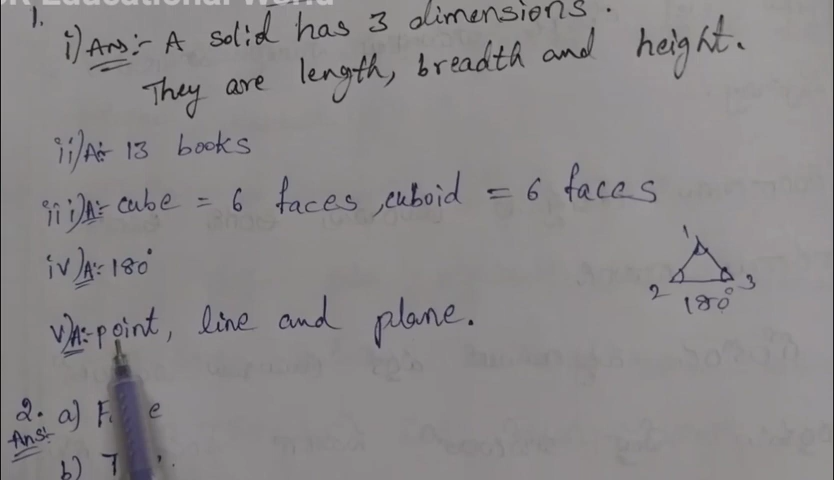 1.
i) Ans:- A solid has 3 dimensions.
They are length, breadth and height.
ii) A:- 13 books
iii) A:- cube = 6 faces, cuboid = 6 faces
iv) A:- 180°
1
2 3
180°
v) A:- point, line and plane.
2. a)
Ans:-
b)